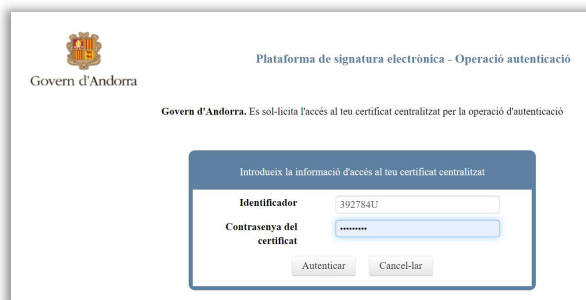 Govern d'Andorra
Plataforma de signatura electrònica - Operació autenticació
Govern d'Andorra. Es sol-licita l'accés al teu certificat centralitzat per la operació d'autenticació
Introdueix la informació d'accés al teu certificat centralitzat
Identificador 392784U
Contrasenya del certificat •••••••••
Autenticar Cancel-lar